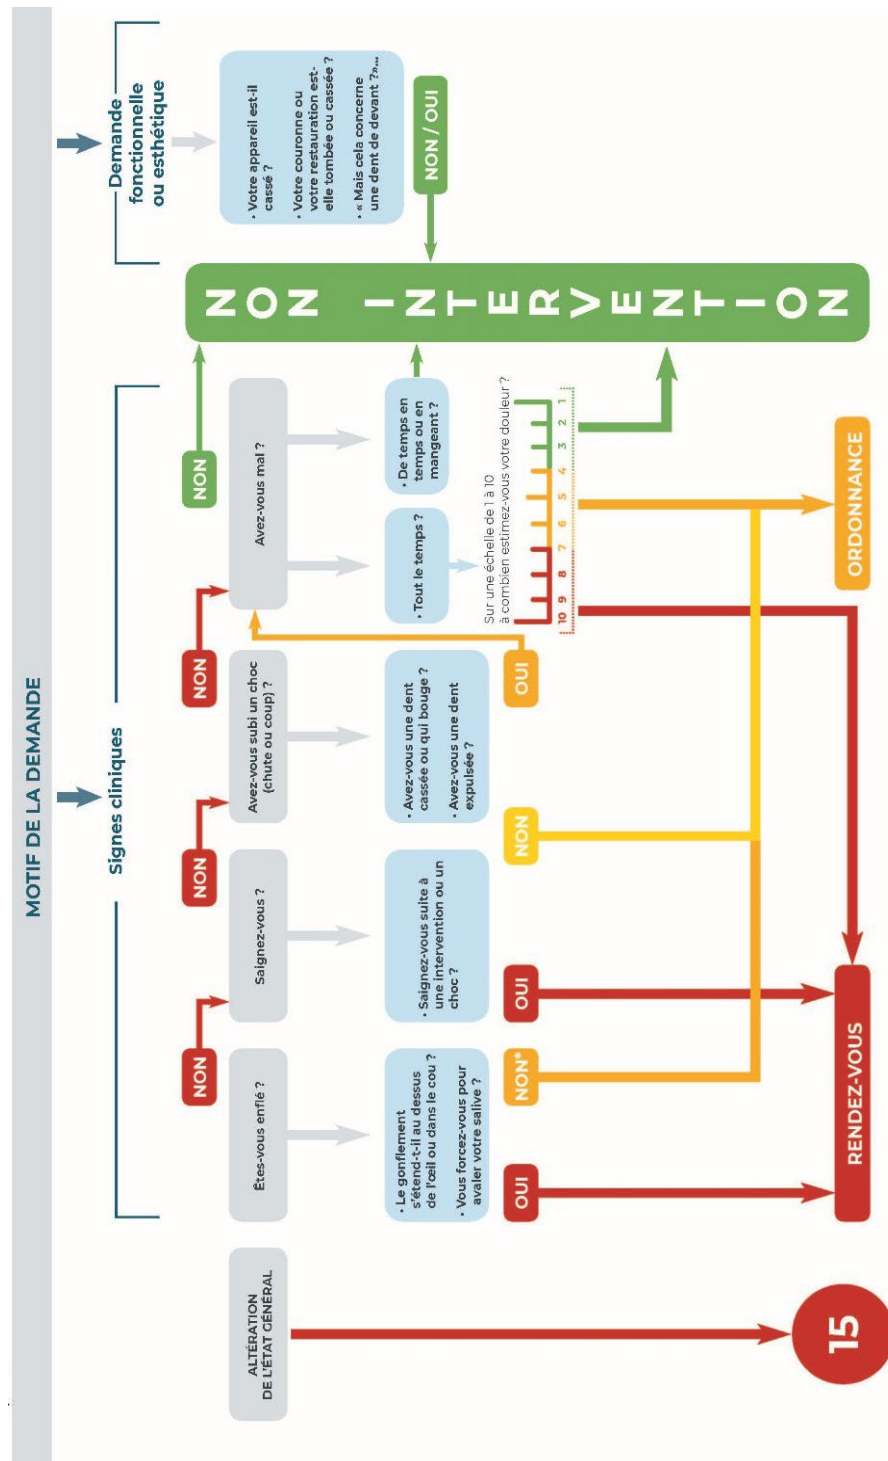 MOTIF DE LA DEMANDE
Signes cliniques
Demande
fonctionnelle
ou esthétique
ALTÉRATION
DE L'ÉTAT GÉNÉRAL
15
Êtes-vous enflé ?
NON
• Le gonflement
s'étend-t-il au dessus
de l'œil ou dans le cou ?
• Vous forcez-vous pour
avaler votre salive ?
OUI
NON*
Saignez-vous ?
NON
• Saignez-vous suite à
une intervention ou un
choc ?
OUI
Avez-vous subi un choc
(chute ou coup) ?
NON
• Avez-vous une dent
cassée ou qui bouge ?
• Avez-vous une dent
expulsée ?
NON
OUI
Avez-vous mal ?
NON
• Tout le temps ?
• De temps en
temps ou en
mangeant ?
Sur une échelle de 1 à 10
à combien estimez-vous votre douleur ?
10 9 8 7 6 5 4 3 2 1
RENDEZ-VOUS
ORDONNANCE
NON INTERVENTION
• Votre appareil est-il
cassé ?
• Votre couronne ou
votre restauration est-
elle tombée ou cassée ?
• « Mais cela concerne
une dent de devant ?»...
NON / OUI